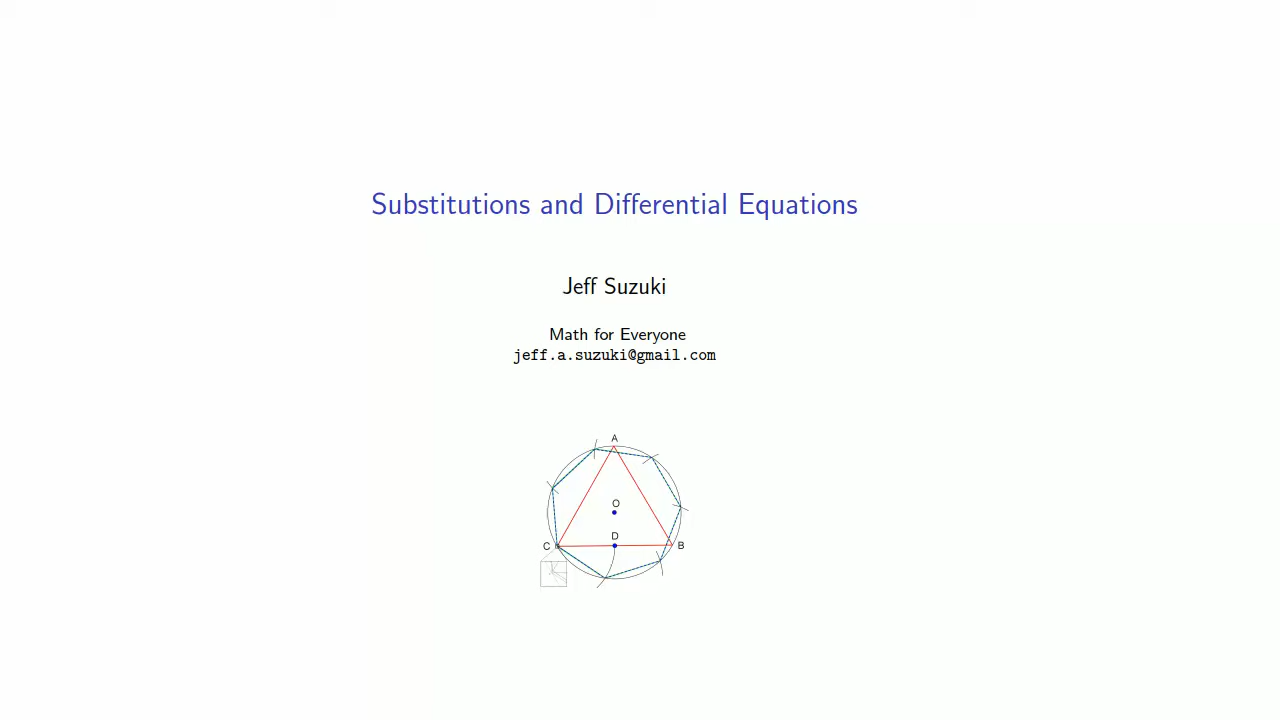 Substitutions and Differential Equations
Jeff Suzuki
Math for Everyone
jeff.a.suzuki@gmail.com
A
O
D
C
B